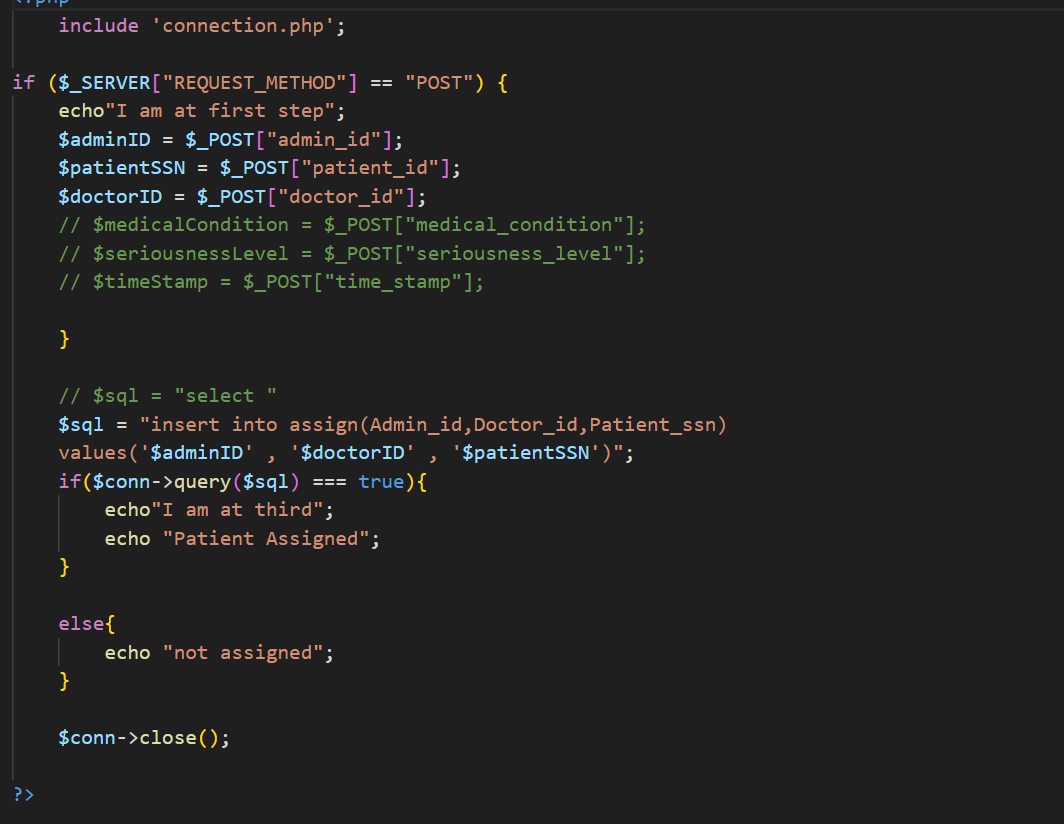 <?php
include 'connection.php';
if ($_SERVER["REQUEST_METHOD"] == "POST") {
echo"I am at first step";
$adminID = $_POST["admin_id"];
$patientSSN = $_POST["patient_id"];
$doctorID = $_POST["doctor_id"];
// $medicalCondition = $_POST["medical_condition"];
// $seriousnessLevel = $_POST["seriousness_level"];
// $timeStamp = $_POST["time_stamp"];
}
// $sql = "select "
$sql = "insert into assign(Admin_id,Doctor_id,Patient_ssn)
values('$adminID' , '$doctorID' , '$patientSSN')";
if($conn->query($sql) === true){
echo"I am at third";
echo "Patient Assigned";
}
else{
echo "not assigned";
}
$conn->close();
?>